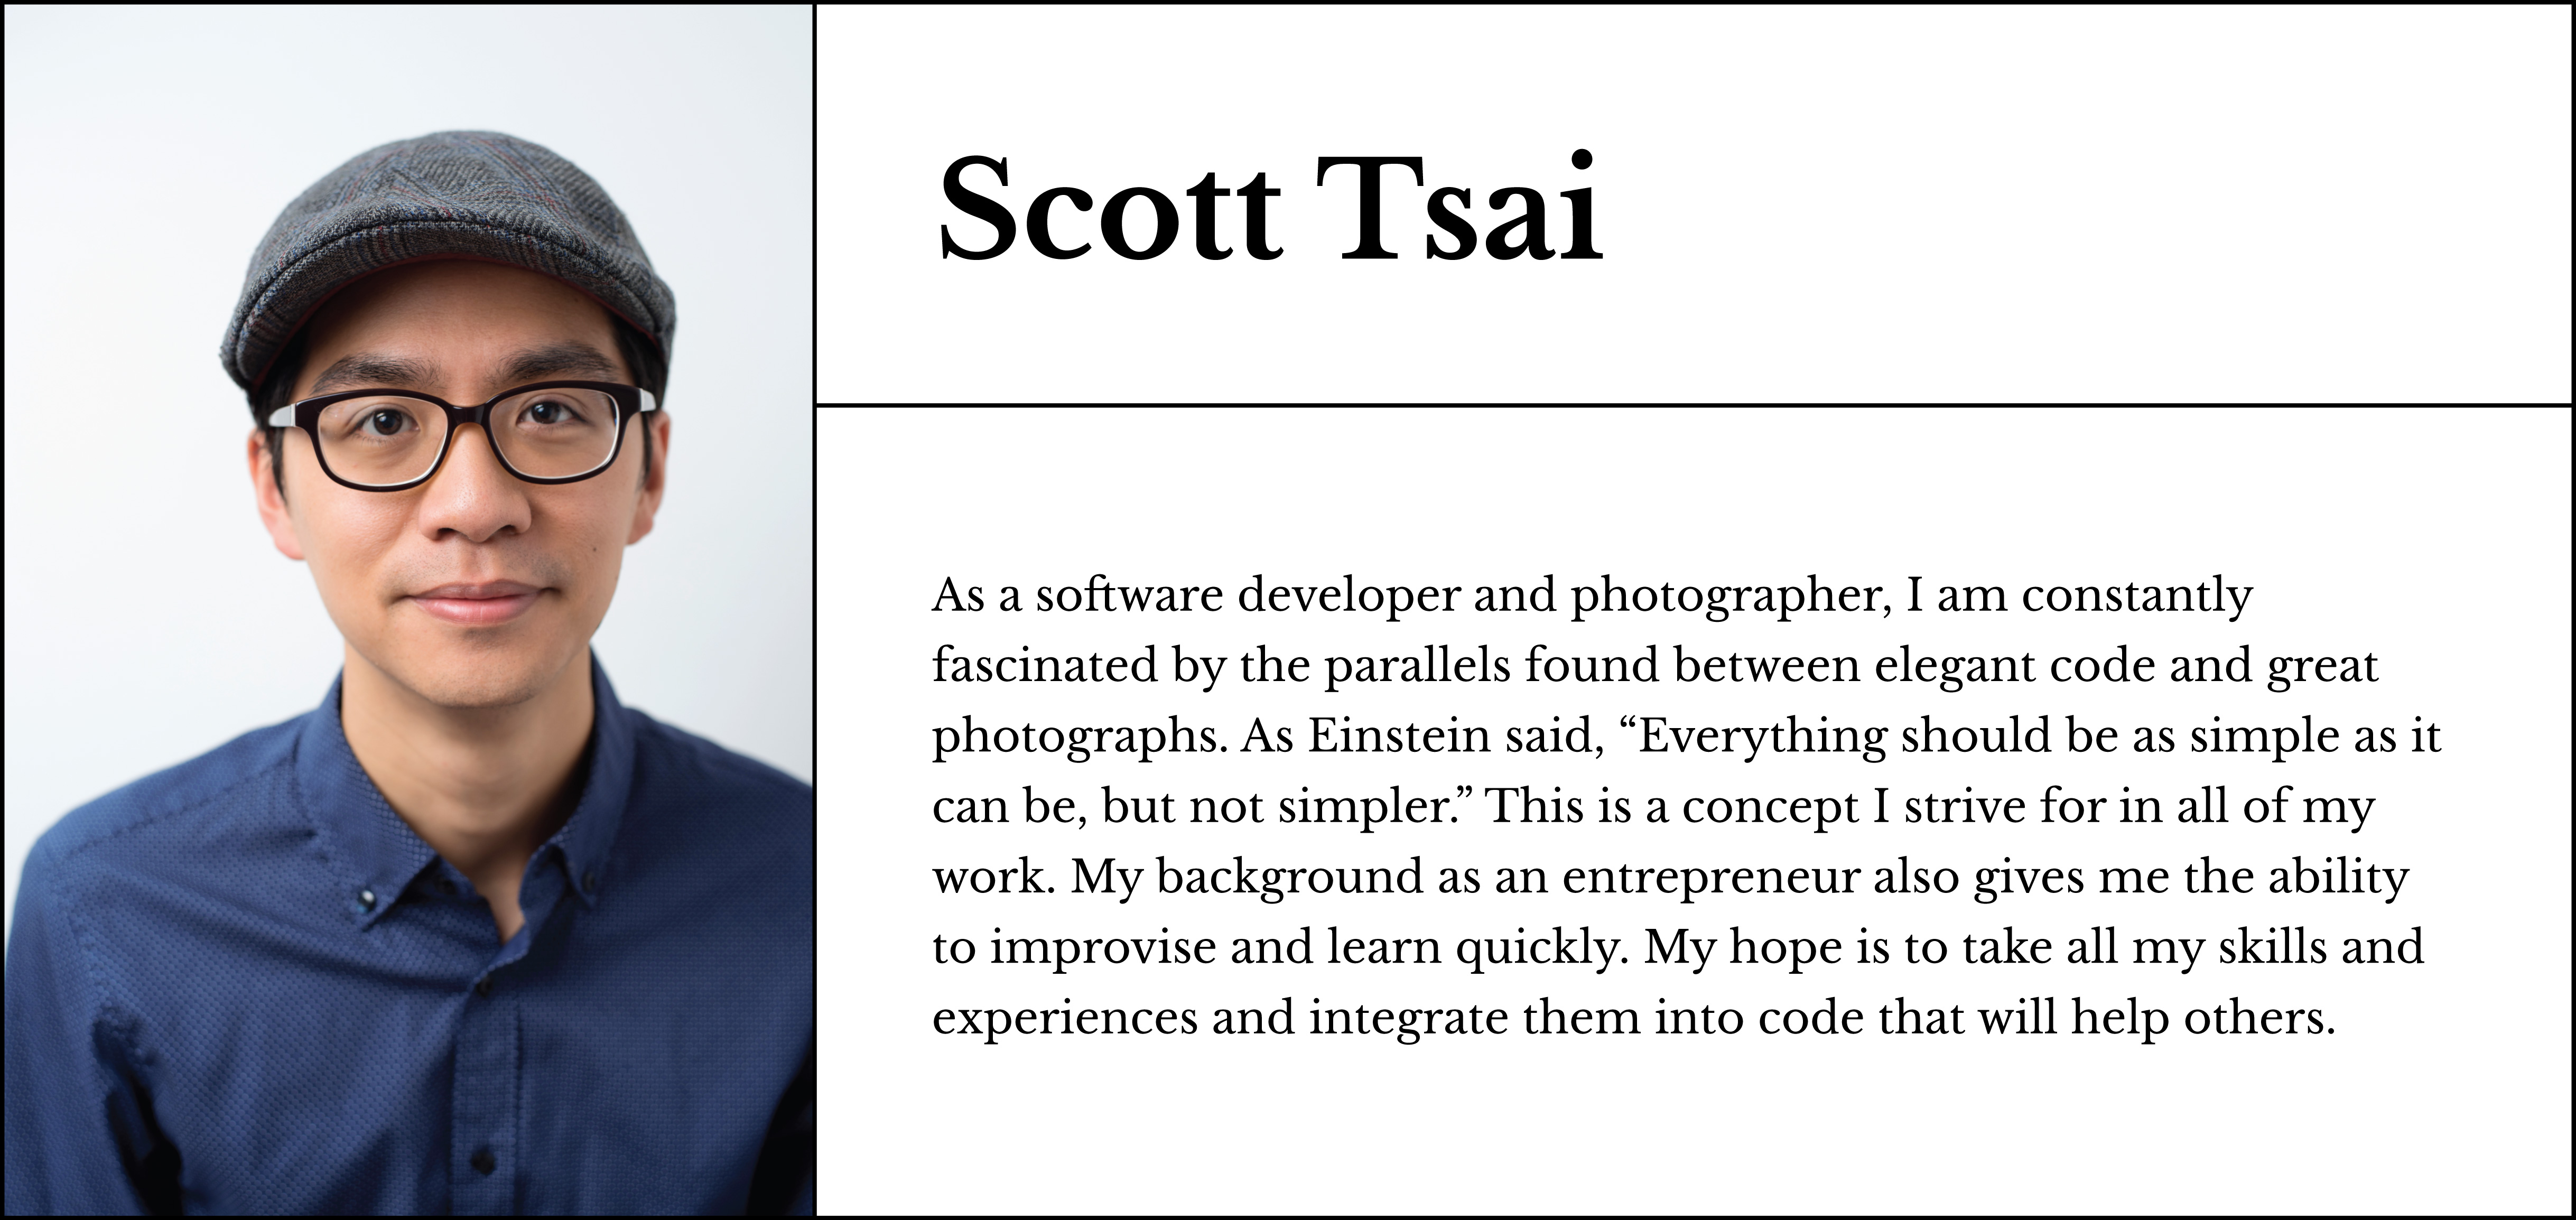 Scott Tsai
As a software developer and photographer, I am constantly
fascinated by the parallels found between elegant code and great
photographs. As Einstein said, “Everything should be as simple as it
can be, but not simpler.” This is a concept I strive for in all of my
work. My background as an entrepreneur also gives me the ability
to improvise and learn quickly. My hope is to take all my skills and
experiences and integrate them into code that will help others.